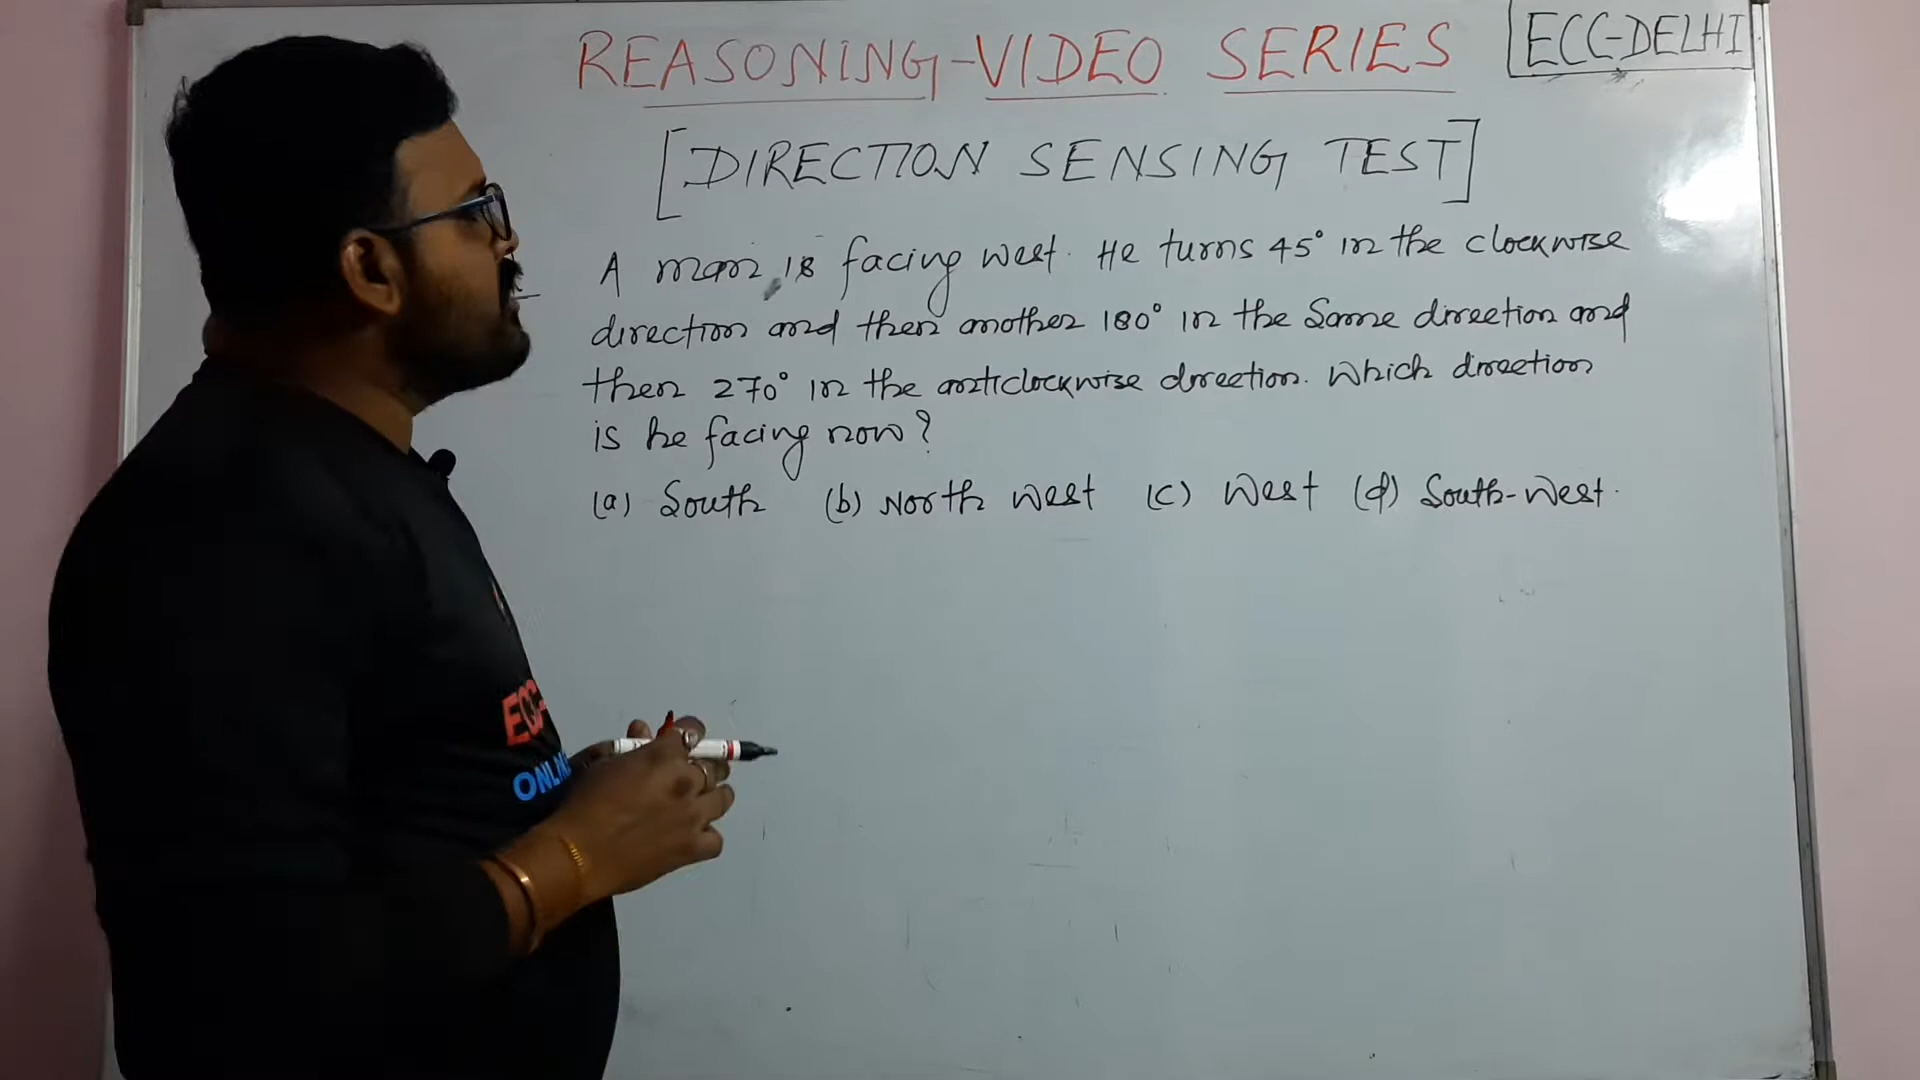 REASONING-VIDEO SERIES
ECC-DELHI
[DIRECTION SENSING TEST]
A man is facing west. He turns 45° in the clockwise
direction and then another 180° in the same direction and
then 270° in the anticlockwise direction. Which direction
is he facing now?
(a) South (b) North West (c) West (d) South-West.
ECC
ONLIN